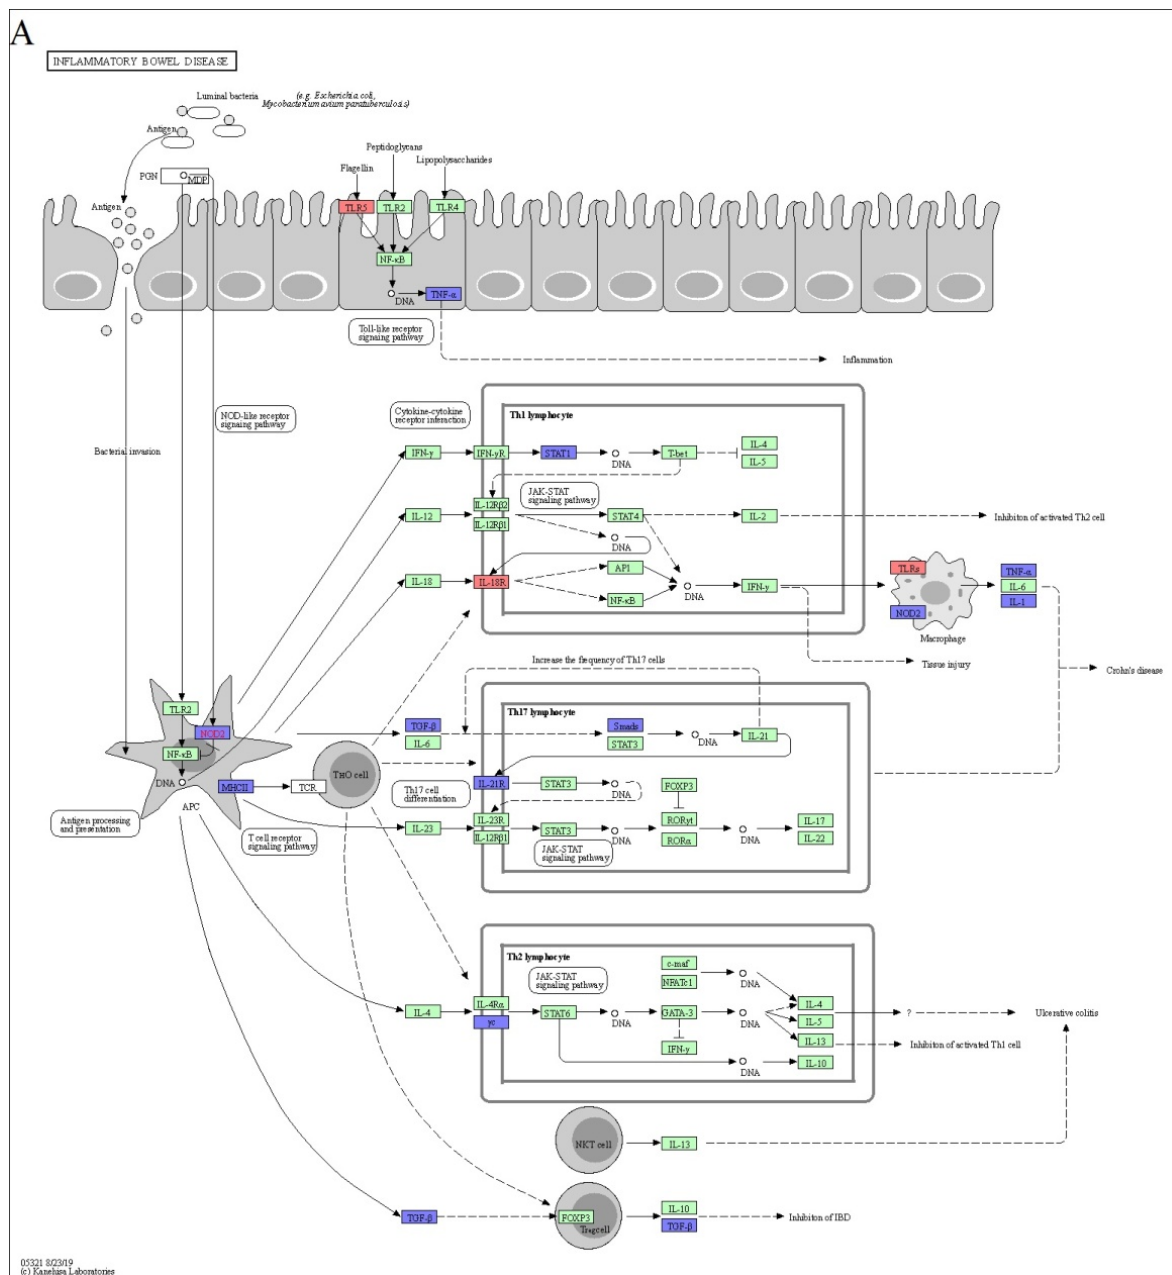 A
INFLAMMATORY BOWEL DISEASE
Luminal bacteria
(e.g. Escherichia coli,
Mycobacterium avium paratuberculosis)
Antigen
Peptidoglycans
Flagellin
Lipopolysaccharides
PGN
MDP
Antigen
TLR5
TLR2
TLR4
NF-κB
DNA
TNF-α
Toll-like receptor
signaling pathway
Inflammation
NOD-like receptor
signaling pathway
Bacterial invasion
Cytokine-cytokine
receptor interaction
Th1 lymphocyte
IFN-γ
IFN-γR
STAT1
DNA
T-bet
IL-4
IL-5
JAK-STAT
signaling pathway
IL-12
IL-12Rβ2
IL-12Rβ1
STAT4
DNA
IL-2
Inhibiton of activated Th2 cell
IL-18
IL-18R
AP1
NF-κB
DNA
IFN-γ
TLRs
NOD2
Macrophage
TNF-α
IL-6
IL-1
Tissue injury
Crohn's disease
Increase the frequency of Th17 cells
Th17 lymphocyte
TLR2
NOD2
NF-κB
DNA
MHCII
APC
TCR
TH0 cell
TGF-β
IL-6
Smads
STAT3
DNA
IL-21
IL-21R
STAT3
DNA
FOXP3
Th17 cell
differentiation
IL-23
IL-23R
IL-12Rβ1
STAT3
DNA
RORγt
RORα
DNA
IL-17
IL-22
JAK-STAT
signaling pathway
Antigen processing
and presentation
T cell receptor
signaling pathway
Th2 lymphocyte
JAK-STAT
signaling pathway
c-maf
NFATc1
DNA
IL-4
IL-4Rα
γc
STAT6
DNA
GATA-3
DNA
IFN-γ
IL-4
IL-5
IL-13
?
Ulcerative colitis
Inhibiton of activated Th1 cell
DNA
IL-10
NKT cell
IL-13
TGF-β
FOXP3
Treg cell
IL-10
TGF-β
Inhibiton of IBD
05321 8/23/19
(c) Kanehisa Laboratories